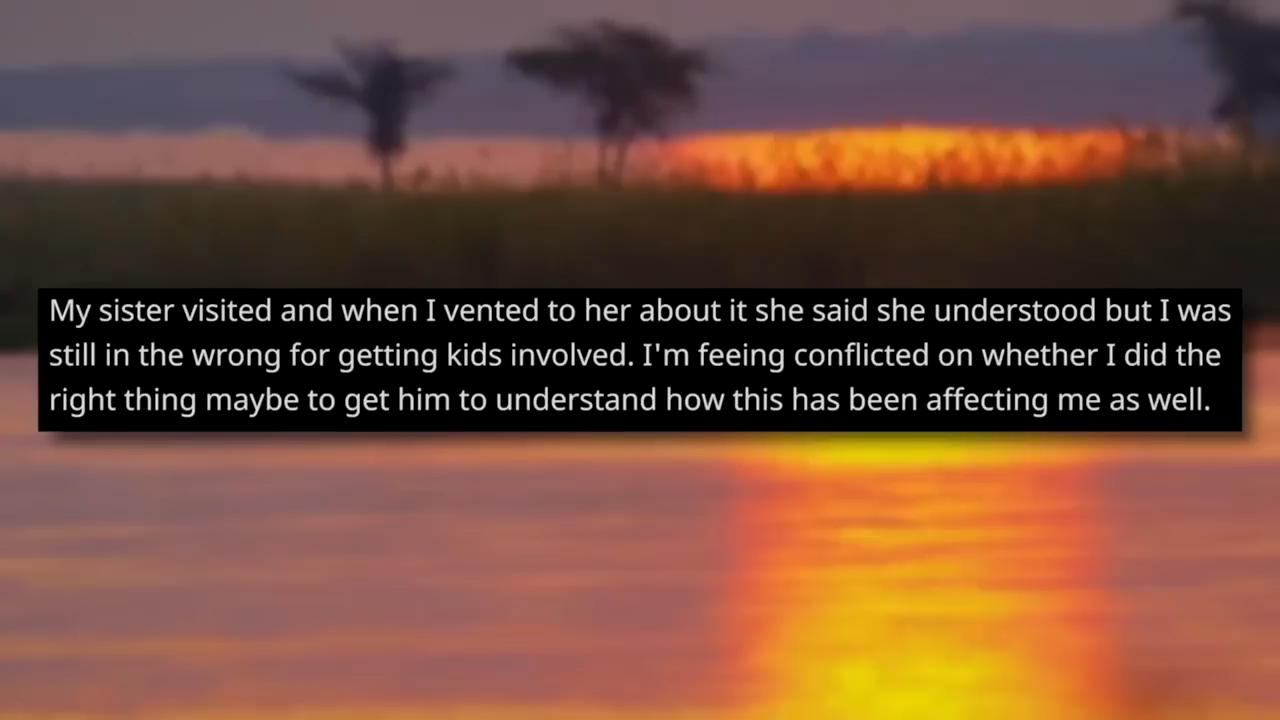 My sister visited and when I vented to her about it she said she understood but I was
still in the wrong for getting kids involved. I'm feeing conflicted on whether I did the
right thing maybe to get him to understand how this has been affecting me as well.